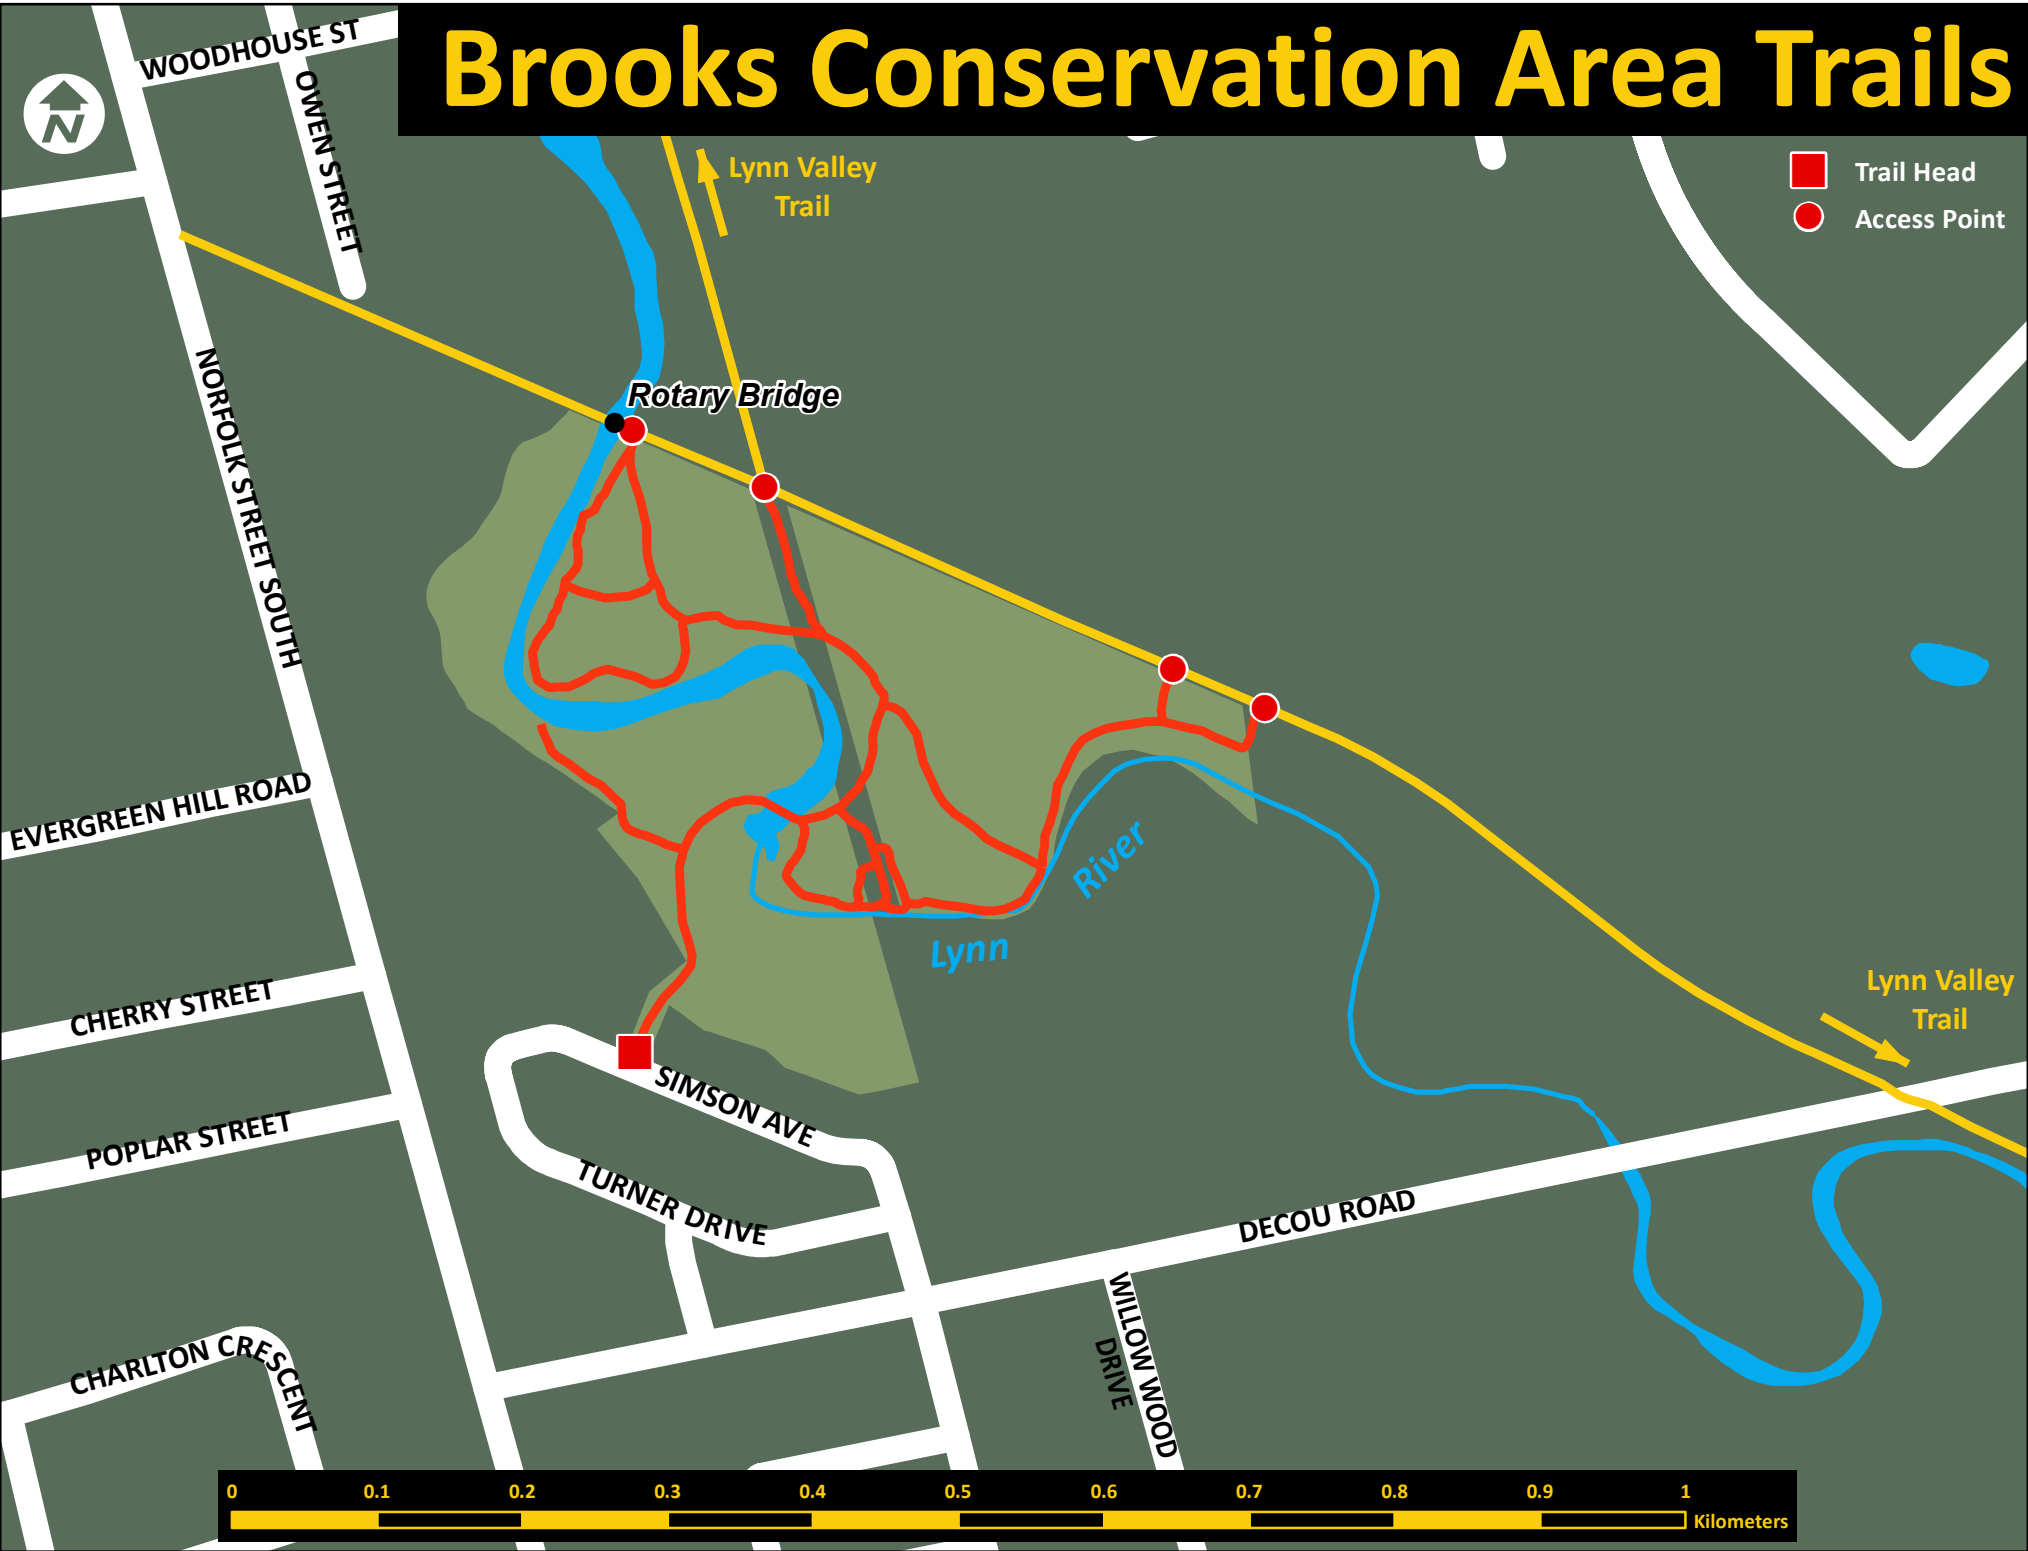 Brooks Conservation Area Trails
WOODHOUSE ST
OWEN STREET
N
Lynn Valley
Trail
Trail Head
Access Point
NORFOLK STREET SOUTH
Rotary Bridge
EVERGREEN HILL ROAD
River
Lynn
CHERRY STREET
Lynn Valley
Trail
SIMSON AVE
POPLAR STREET
TURNER DRIVE
DECOU ROAD
WILLOW WOOD
DRIVE
CHARLTON CRESCENT
0 0.1 0.2 0.3 0.4 0.5 0.6 0.7 0.8 0.9 1
Kilometers